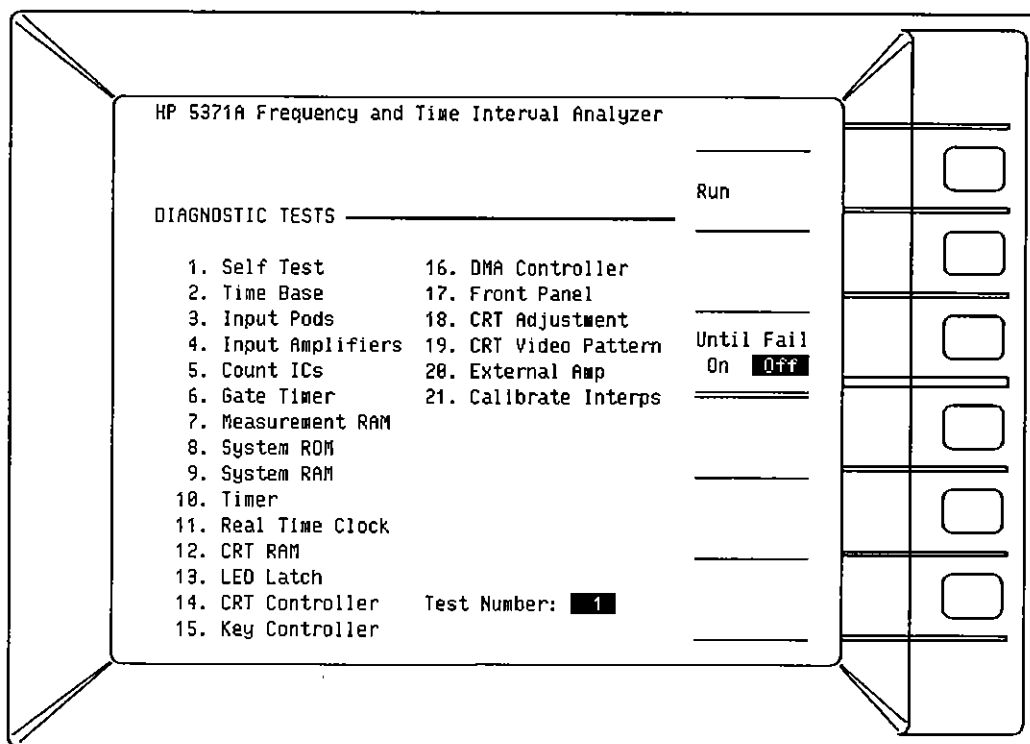 HP 5371A Frequency and Time Interval Analyzer
DIAGNOSTIC TESTS
1. Self Test
2. Time Base
3. Input Pods
4. Input Amplifiers
5. Count ICs
6. Gate Timer
7. Measurement RAM
8. System ROM
9. System RAM
10. Timer
11. Real Time Clock
12. CRT RAM
13. LED Latch
14. CRT Controller
15. Key Controller
16. DMA Controller
17. Front Panel
18. CRT Adjustment
19. CRT Video Pattern
20. External Amp
21. Calibrate Interps
Test Number: 1
Run
Until Fail
On Off